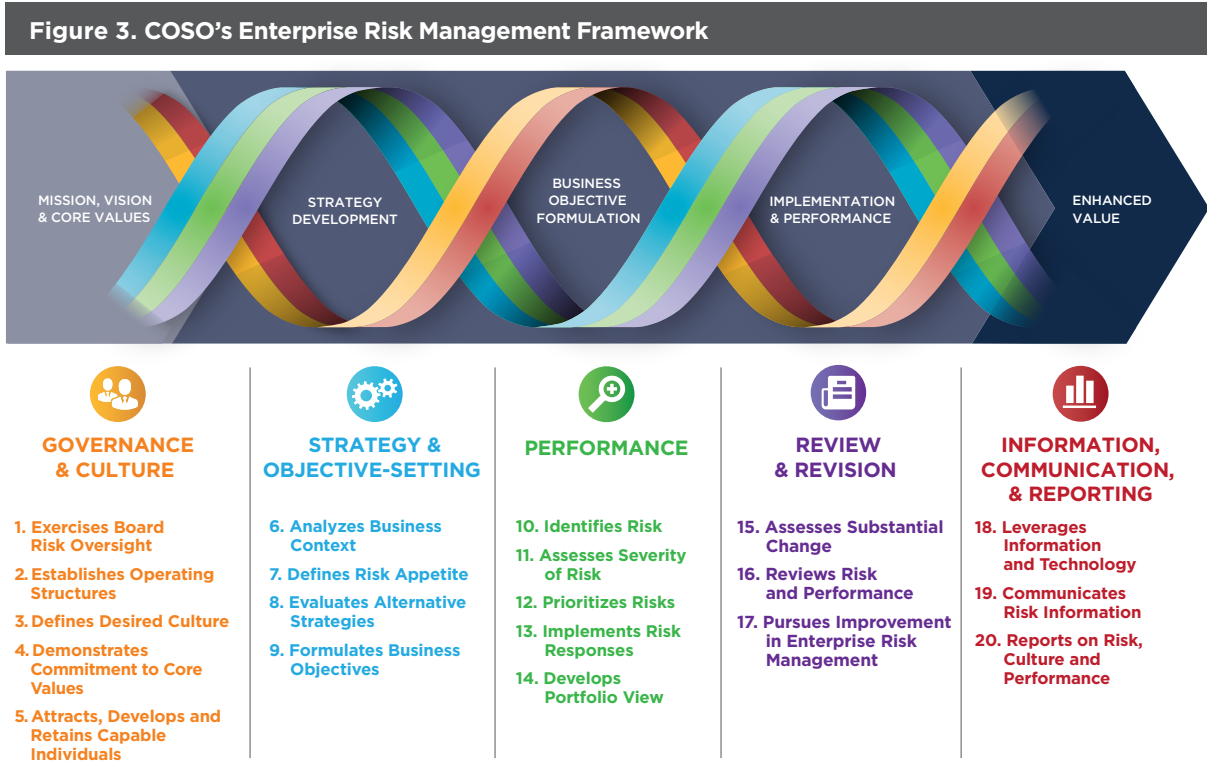 Figure 3. COSO's Enterprise Risk Management Framework
MISSION, VISION
& CORE VALUES
STRATEGY
DEVELOPMENT
BUSINESS
OBJECTIVE
FORMULATION
IMPLEMENTATION
& PERFORMANCE
ENHANCED
VALUE
GOVERNANCE
& CULTURE
1. Exercises Board
Risk Oversight
2. Establishes Operating
Structures
3. Defines Desired Culture
4. Demonstrates
Commitment to Core
Values
5. Attracts, Develops and
Retains Capable
Individuals
STRATEGY &
OBJECTIVE-SETTING
6. Analyzes Business
Context
7. Defines Risk Appetite
8. Evaluates Alternative
Strategies
9. Formulates Business
Objectives
PERFORMANCE
10. Identifies Risk
11. Assesses Severity
of Risk
12. Prioritizes Risks
13. Implements Risk
Responses
14. Develops
Portfolio View
REVIEW
& REVISION
15. Assesses Substantial
Change
16. Reviews Risk
and Performance
17. Pursues Improvement
in Enterprise Risk
Management
INFORMATION,
COMMUNICATION,
& REPORTING
18. Leverages
Information
and Technology
19. Communicates
Risk Information
20. Reports on Risk,
Culture and
Performance